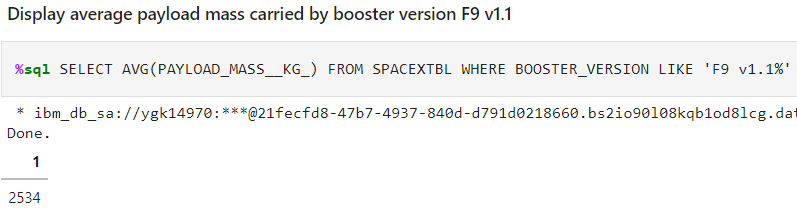 Display average payload mass carried by booster version F9 v1.1
%sql SELECT AVG(PAYLOAD_MASS__KG_) FROM SPACEXTBL WHERE BOOSTER_VERSION LIKE 'F9 v1.1%'
* ibm_db_sa://ygk14970:***@21fecfd8-47b7-4937-840d-d791d0218660.bs2io90l08kqb1od8lcg.dat
Done.
1
2534